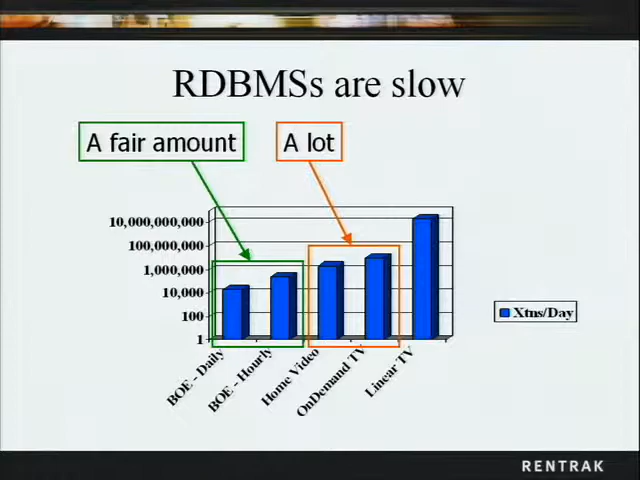 RDBMSs are slow
A fair amount
A lot
10,000,000,000
100,000,000
1,000,000
10,000
100
1
BOE - Daily
BOE - Hourly
Home Video
OnDemand TV
Linear TV
Xtns/Day
RENTRAK